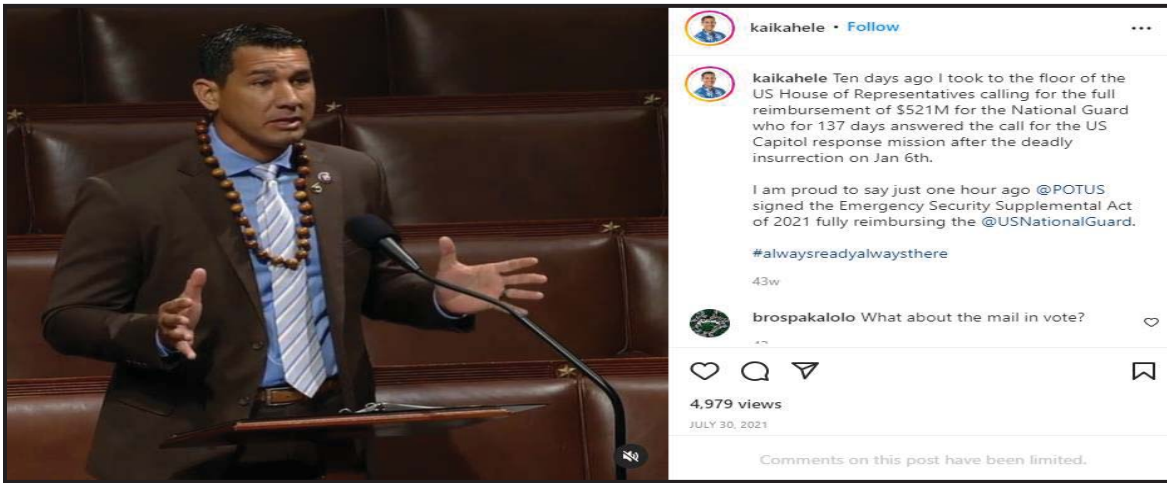 kaikahele • Follow
kaikahele Ten days ago I took to the floor of the
US House of Representatives calling for the full
reimbursement of $521M for the National Guard
who for 137 days answered the call for the US
Capitol response mission after the deadly
insurrection on Jan 6th.
I am proud to say just one hour ago @POTUS
signed the Emergency Security Supplemental Act
of 2021 fully reimbursing the @USNationalGuard.
#alwaysreadyalwaysthere
43w
brospakalolo What about the mail in vote?
4,979 views
JULY 30, 2021
Comments on this post have been limited.